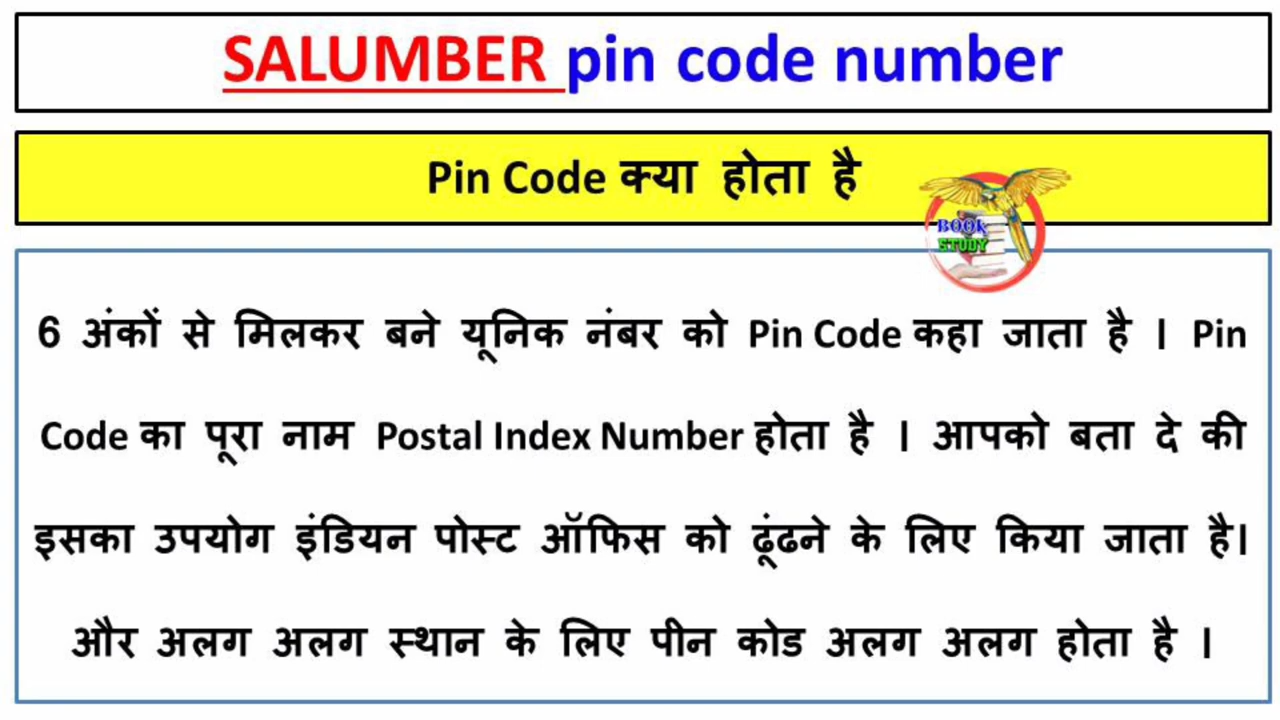 SALUMBER pin code number
Pin Code क्या होता है
BOOK
STUDY
6 अंकों से मिलकर बने यूनिक नंबर को Pin Code कहा जाता है । Pin
Code का पूरा नाम Postal Index Number होता है । आपको बता दे की
इसका उपयोग इंडियन पोस्ट ऑफिस को ढूंढने के लिए किया जाता है।
और अलग अलग स्थान के लिए पीन कोड अलग अलग होता है ।